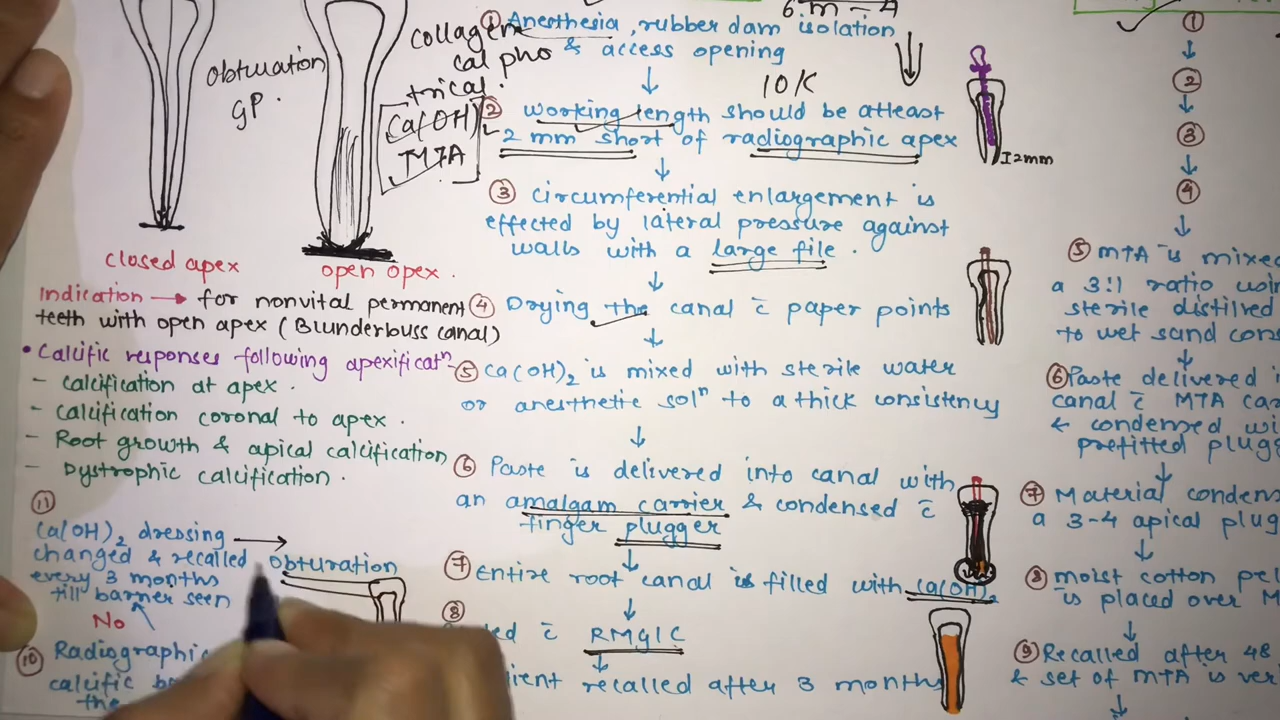 obtuation
GP.
collagen
cal pho
trical.
Ca(OH)2
MTA
closed apex
open apex.
Indication → for nonvital permanent
teeth with open apex (Blunderbuss canal)
• Calcific responses following apexificatn
- calcification at apex.
- calcification coronal to apex.
- Root growth & apical calcification
- Dystrophic calcification.
⑪
Ca(OH)2 dressing →
changed & recalled obturation
every 3 months
till barrier seen
No
⑩ Radiographic
calcific
the
6 m - A
① Anesthesia, rubber dam isolation
& access opening
↓
10K
② working length should be atleast
2 mm short of radiographic apex
I2mm
↓
③ circumferential enlargement is
effected by lateral pressure against
walls with a large file.
↓
④ Drying the canal c̄ paper points
↓
⑤ Ca(OH)2 is mixed with sterile water
or anesthetic soln to a thick consistency
↓
⑥ Paste is delivered into canal with
an amalgam carrier & condensed c̄
finger plugger
↓
⑦ Entire root canal is filled with Ca(OH)2
↓
⑧
c̄ RMGIC
↓
recalled after 3 months
①
↓
②
↓
③
↓
④
↓
⑤ MTA is mixed
a 3:1 ratio
sterile distilled
to wet sand
↓
⑥ Paste delivered
canal c̄ MTA
& condensed
prefitted
↓
⑦ Material
a 3-4 apical
↓
⑧ moist cotton
is placed over
↓
⑨ Recalled after 48
& set of MTA is
↓